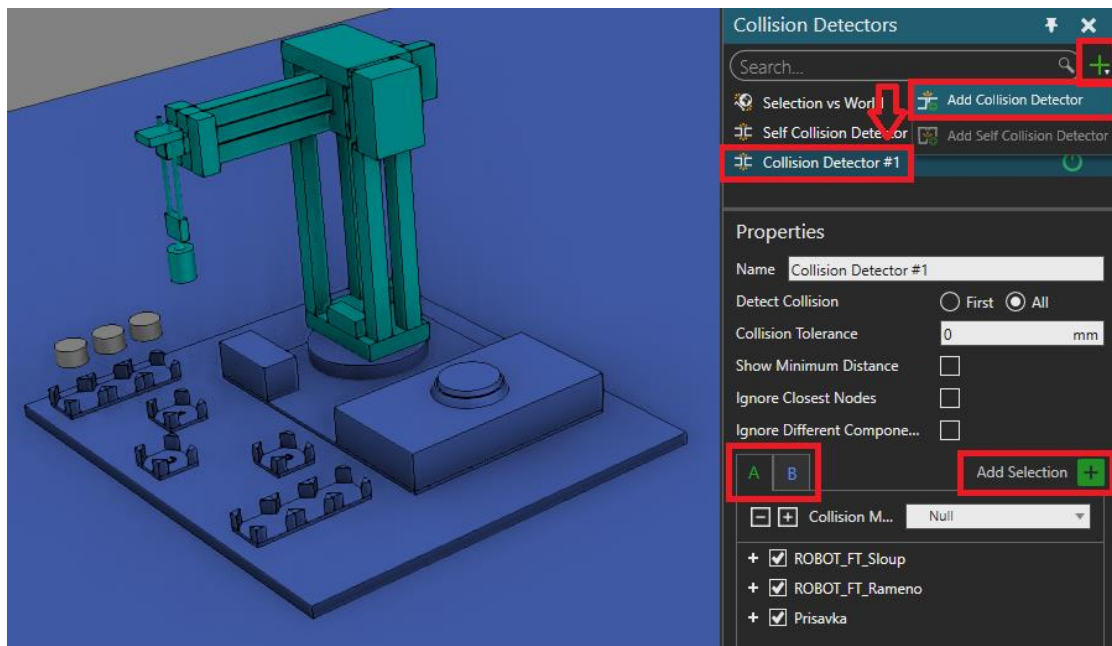 Collision Detectors
Search...
Selection vs World
Add Collision Detector
Self Collision Detector
Add Self Collision Detector
Collision Detector #1
Properties
Name Collision Detector #1
Detect Collision First All
Collision Tolerance 0 mm
Show Minimum Distance
Ignore Closest Nodes
Ignore Different Compone...
A B Add Selection
Collision M... Null
ROBOT_FT_Sloup
ROBOT_FT_Rameno
Prisavka